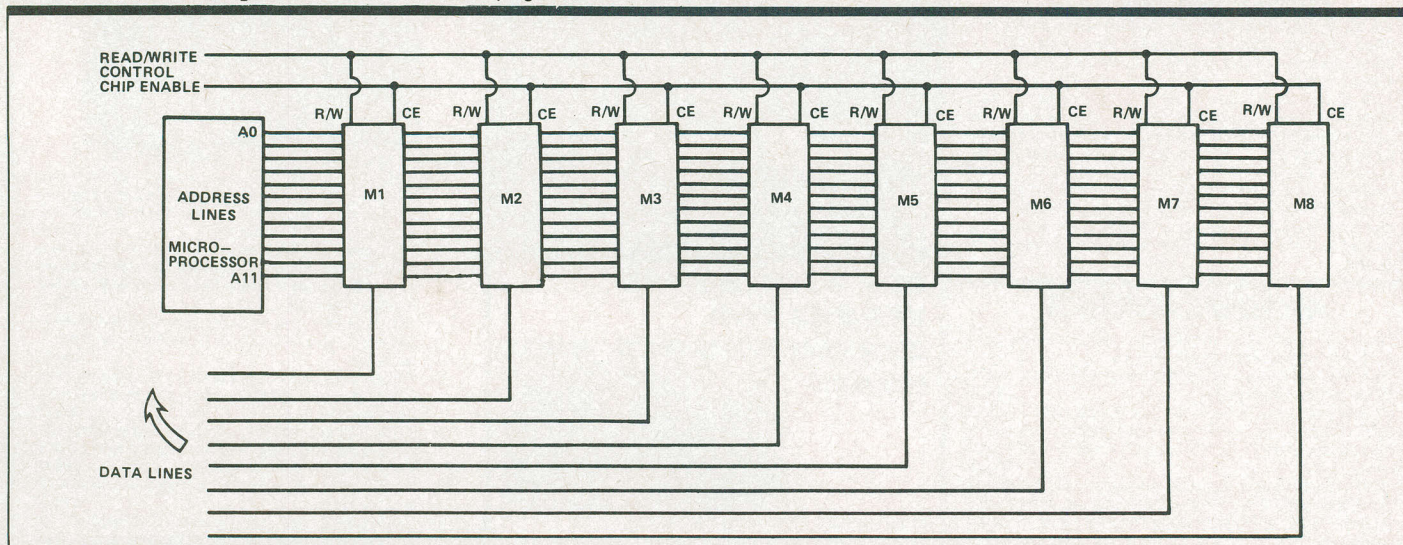 READ/WRITE
CONTROL
CHIP ENABLE
R/W CE R/W CE R/W CE R/W CE R/W CE R/W CE R/W CE R/W CE
A0
ADDRESS
LINES
MICRO—
PROCESSOR
A11
M1 M2 M3 M4 M5 M6 M7 M8
DATA LINES